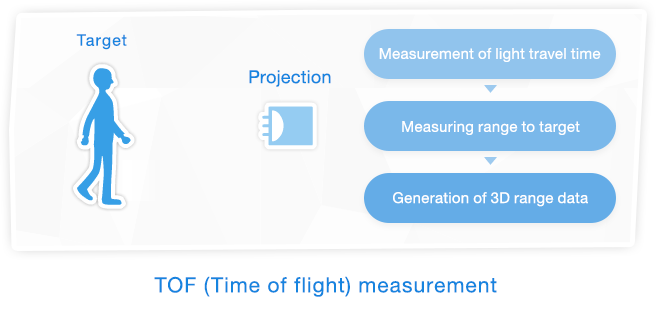 Target
Projection
Measurement of light travel time
Measuring range to target
Generation of 3D range data
TOF (Time of flight) measurement